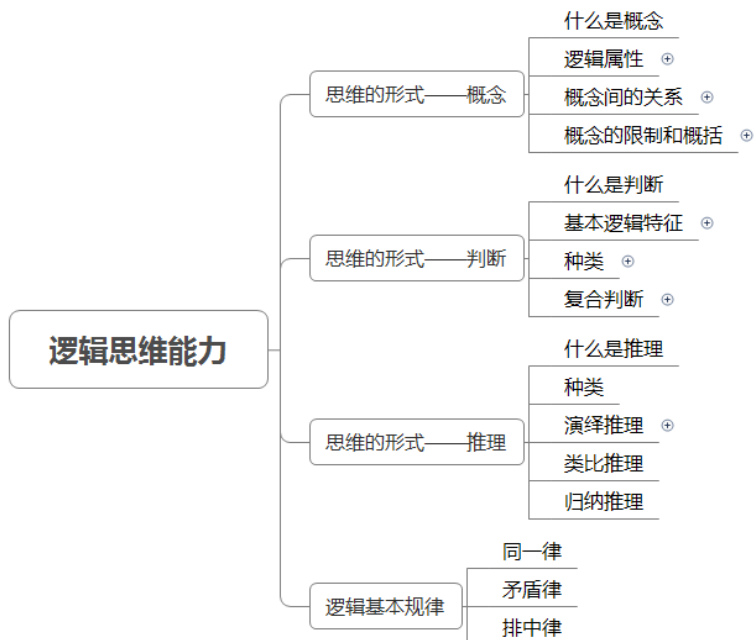 逻辑思维能力
思维的形式——概念
什么是概念
逻辑属性
概念间的关系
概念的限制和概括
思维的形式——判断
什么是判断
基本逻辑特征
种类
复合判断
思维的形式——推理
什么是推理
种类
演绎推理
类比推理
归纳推理
逻辑基本规律
同一律
矛盾律
排中律